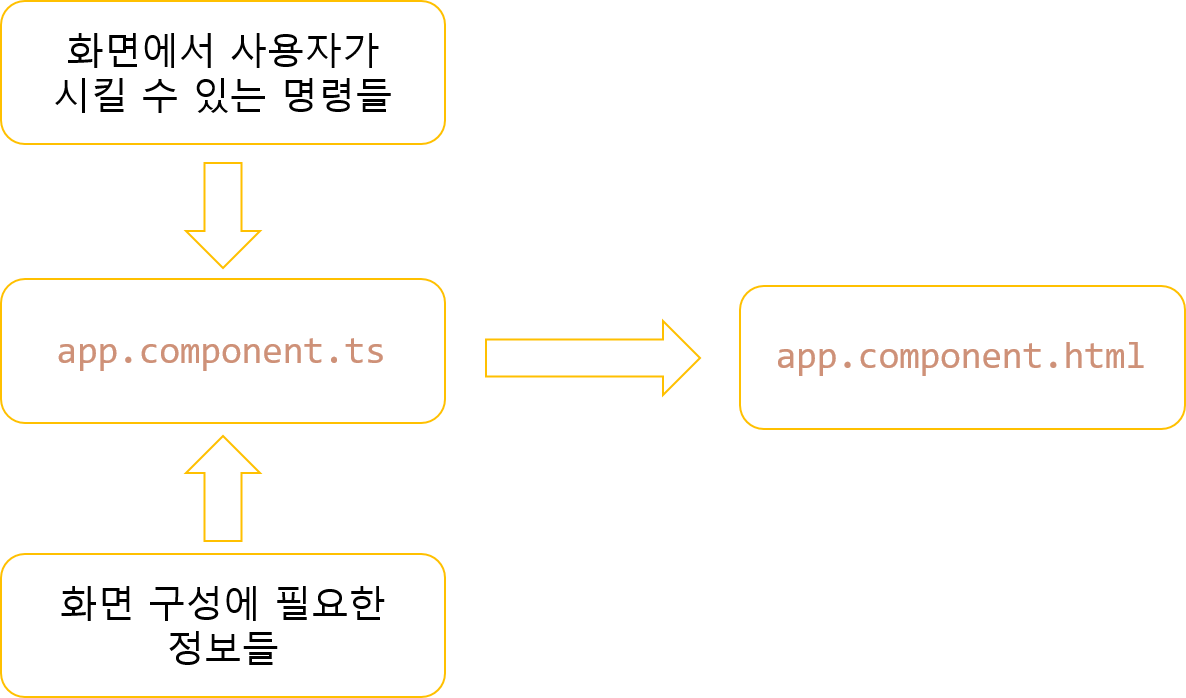 화면에서 사용자가
시킬 수 있는 명령들
app.component.ts
app.component.html
화면 구성에 필요한
정보들